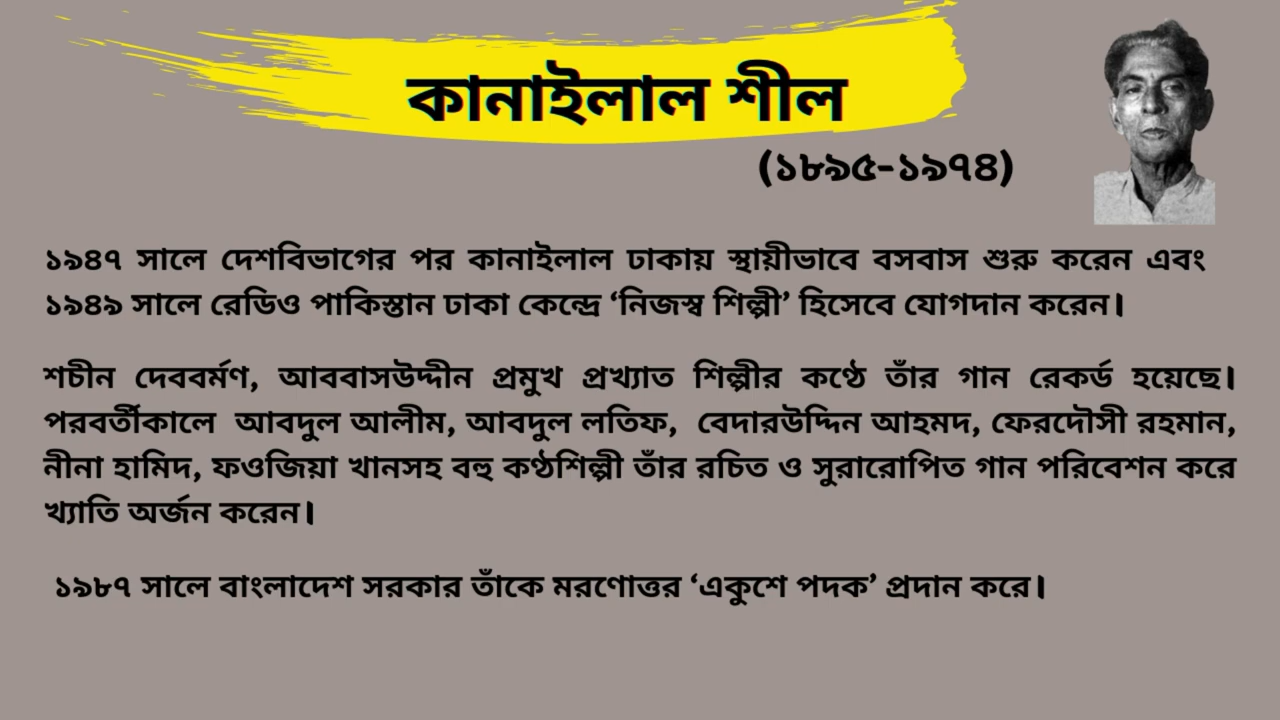 কানাইলাল শীল
(১৮৯৫-১৯৭৪)
১৯৪৭ সালে দেশবিভাগের পর কানাইলাল ঢাকায় স্থায়ীভাবে বসবাস শুরু করেন এবং
১৯৪৯ সালে রেডিও পাকিস্তান ঢাকা কেন্দ্রে ‘নিজস্ব শিল্পী’ হিসেবে যোগদান করেন।
শচীন দেববর্মণ, আববাসউদ্দীন প্রমুখ প্রখ্যাত শিল্পীর কণ্ঠে তাঁর গান রেকর্ড হয়েছে।
পরবর্তীকালে আবদুল আলীম, আবদুল লতিফ, বেদারউদ্দিন আহমদ, ফেরদৌসী রহমান,
নীনা হামিদ, ফওজিয়া খানসহ বহু কণ্ঠশিল্পী তাঁর রচিত ও সুরারোপিত গান পরিবেশন করে
খ্যাতি অর্জন করেন।
১৯৮৭ সালে বাংলাদেশ সরকার তাঁকে মরণোত্তর ‘একুশে পদক’ প্রদান করে।